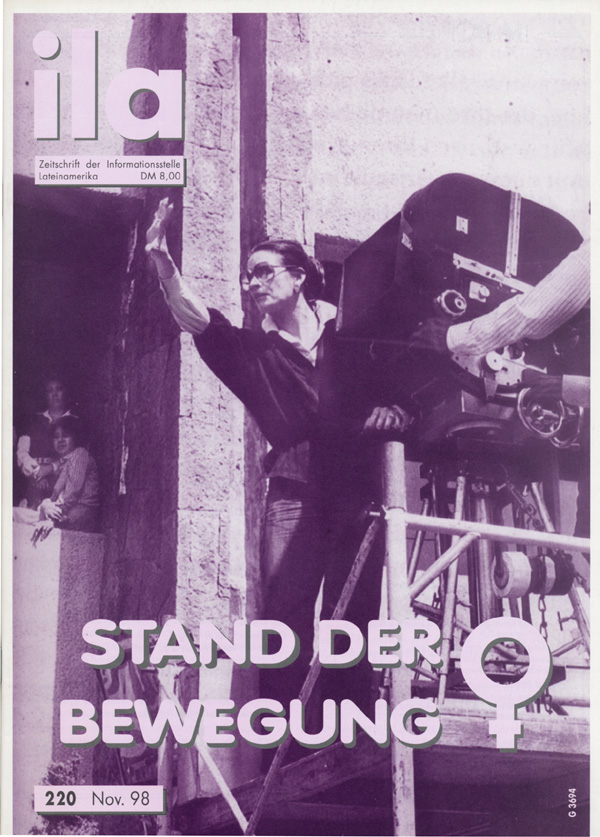 ila
Zeitschrift der Informationsstelle
Lateinamerika DM 8,00
STAND DER
BEWEGUNG
220 Nov. 98
G 3694